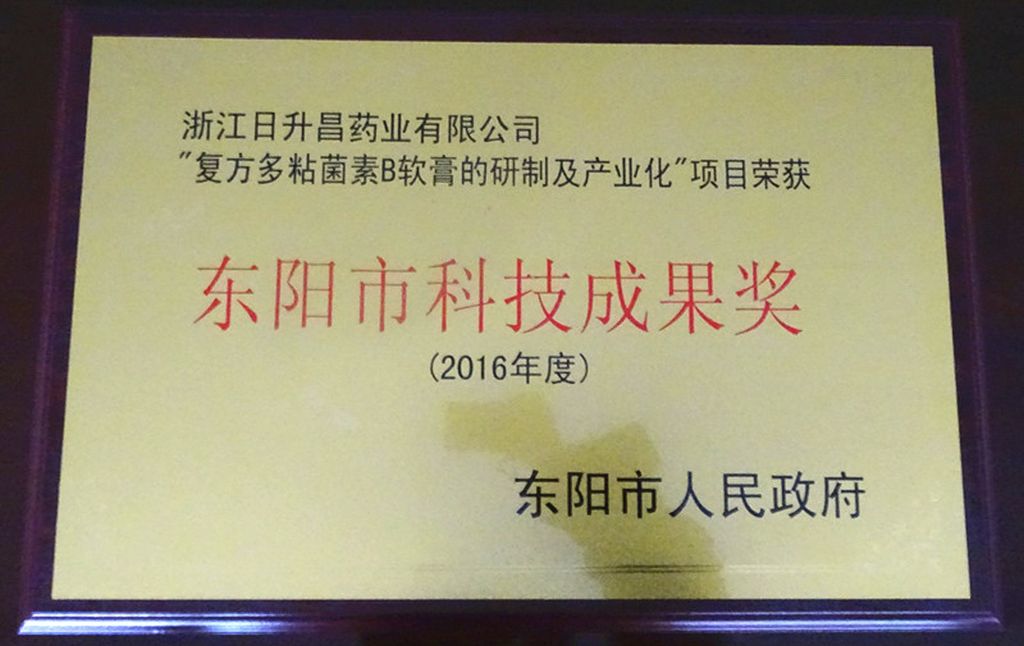 浙江日升昌药业有限公司
"复方多粘菌素B软膏的研制及产业化"项目荣获
东阳市科技成果奖
(2016年度)
东阳市人民政府